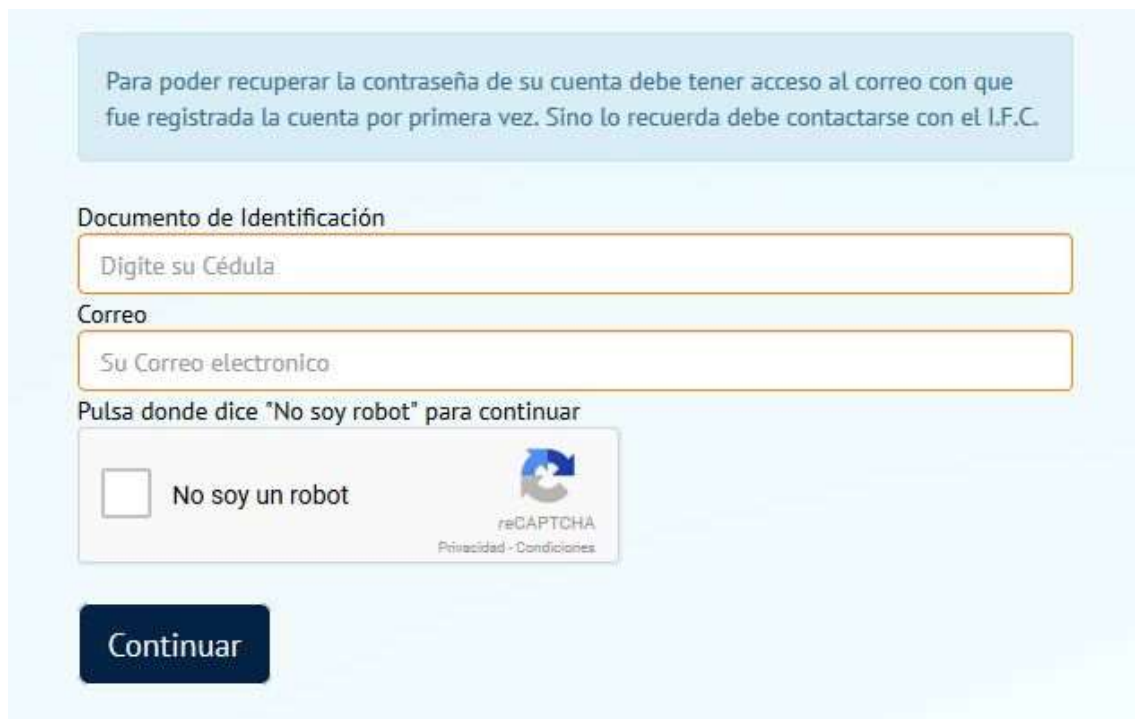 Para poder recuperar la contraseña de su cuenta debe tener acceso al correo con que
fue registrada la cuenta por primera vez. Sino lo recuerda debe contactarse con el I.F.C.
Documento de Identificación
Digite su Cédula
Correo
Su Correo electronico
Pulsa donde dice "No soy robot" para continuar
No soy un robot
reCAPTCHA
Privacidad - Condiciones
Continuar